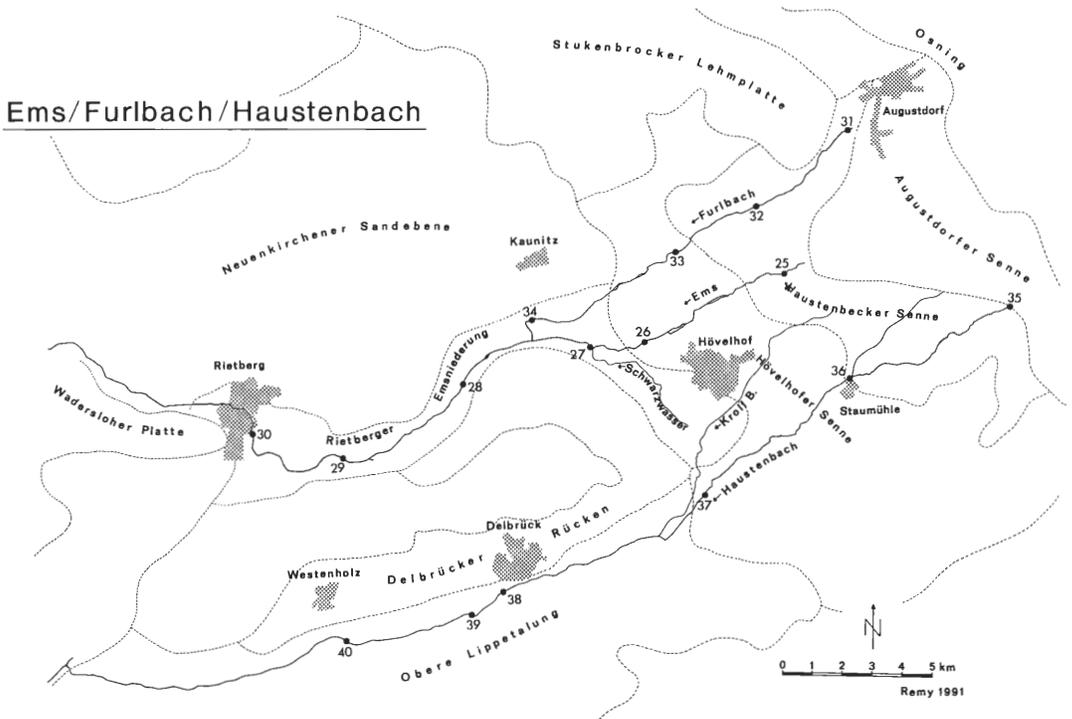 Osning
Stukenbrocker Lehmplatte
Ems/Furlbach/Haustenbach
Augustdorf
31
←Furlbach
32
Augustdorfer Senne
Neuenkirchener Sandebene
Kaunitz
33
25
←Ems
Haustenbecker Senne
35
34
26
27
Hövelhof
Rietberg
Emsniederung
28
←Schwarzwasser
Hövelhofer Senne
36
Staumühle
Wadersloher Platte
30
Rietberger
29
←Kroll B.
←Haustenbach
37
Delbrück
Delbrücker Rücken
Westenholz
38
39
40
Obere Lippetalung
N
0 1 2 3 4 5 km
Remy 1991